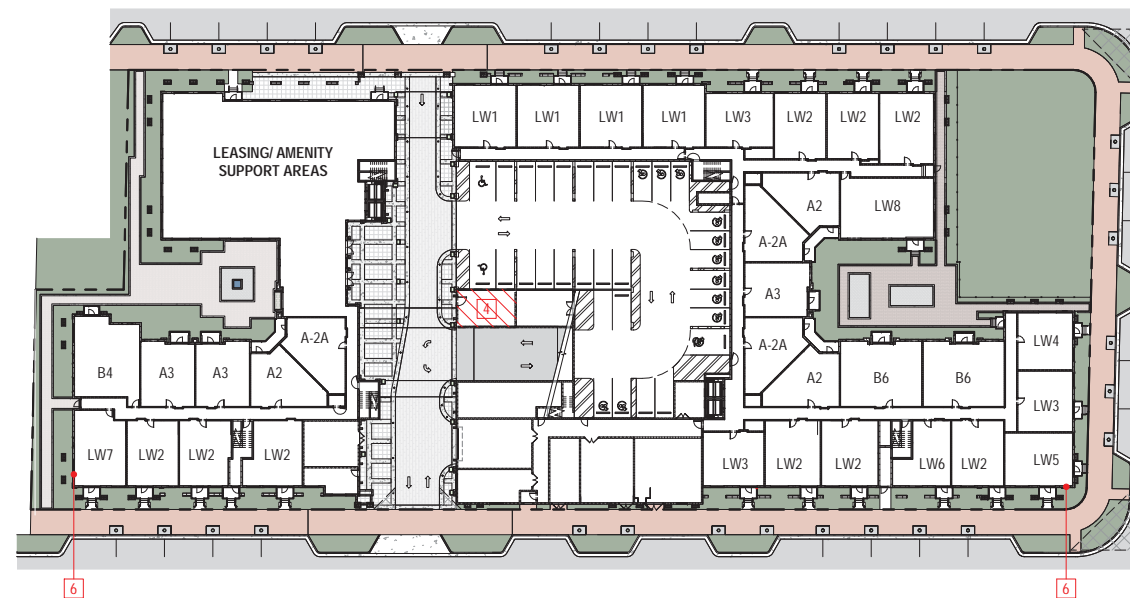 LW1
LW1
LW1
LW1
LW3
LW2
LW2
LW2
LEASING/ AMENITY
SUPPORT AREAS
A2
LW8
A-2A
A3
4
A-2A
A-2A
LW4
B4
A3
A3
A2
A2
B6
B6
LW3
LW7
LW2
LW2
LW2
LW3
LW2
LW2
LW6
LW2
LW5
6
6